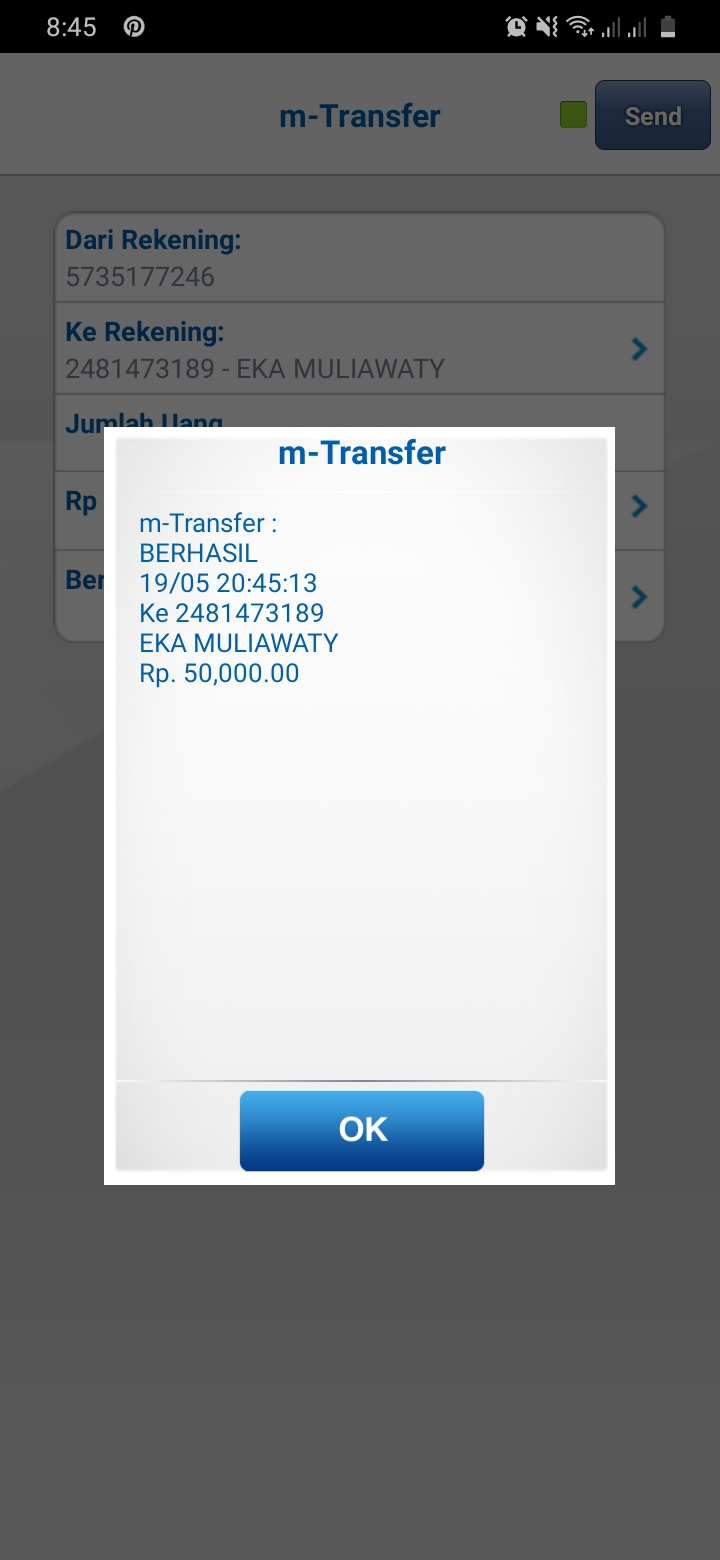 8:45
m-Transfer
Send
Dari Rekening:
5735177246
Ke Rekening:
2481473189 - EKA MULIAWATY
Jumlah Uang
Rp
Ber
m-Transfer
m-Transfer :
BERHASIL
19/05 20:45:13
Ke 2481473189
EKA MULIAWATY
Rp. 50,000.00
OK